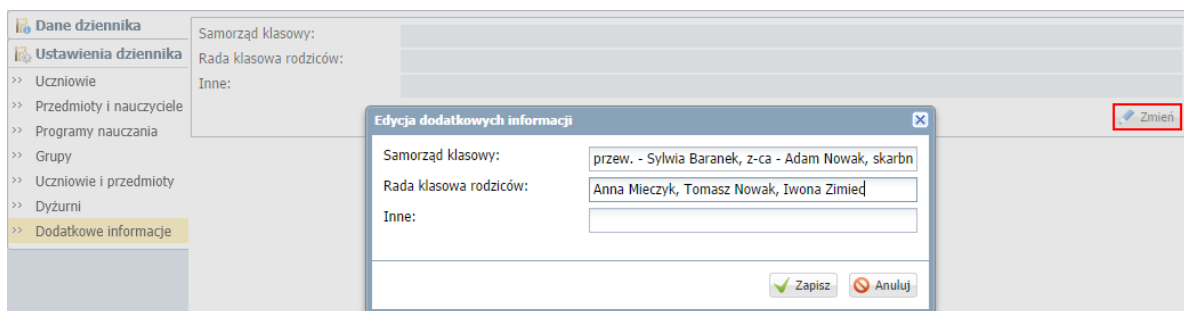 Dane dziennika
Ustawienia dziennika
>> Uczniowie
>> Przedmioty i nauczyciele
>> Programy nauczania
>> Grupy
>> Uczniowie i przedmioty
>> Dyżurni
>> Dodatkowe informacje
Samorząd klasowy:
Rada klasowa rodziców:
Inne:
Zmień
Edycja dodatkowych informacji
Samorząd klasowy: przew. - Sylwia Baranek, z-ca - Adam Nowak, skarbn
Rada klasowa rodziców: Anna Mieczyk, Tomasz Nowak, Iwona Zimiec
Inne:
Zapisz Anuluj